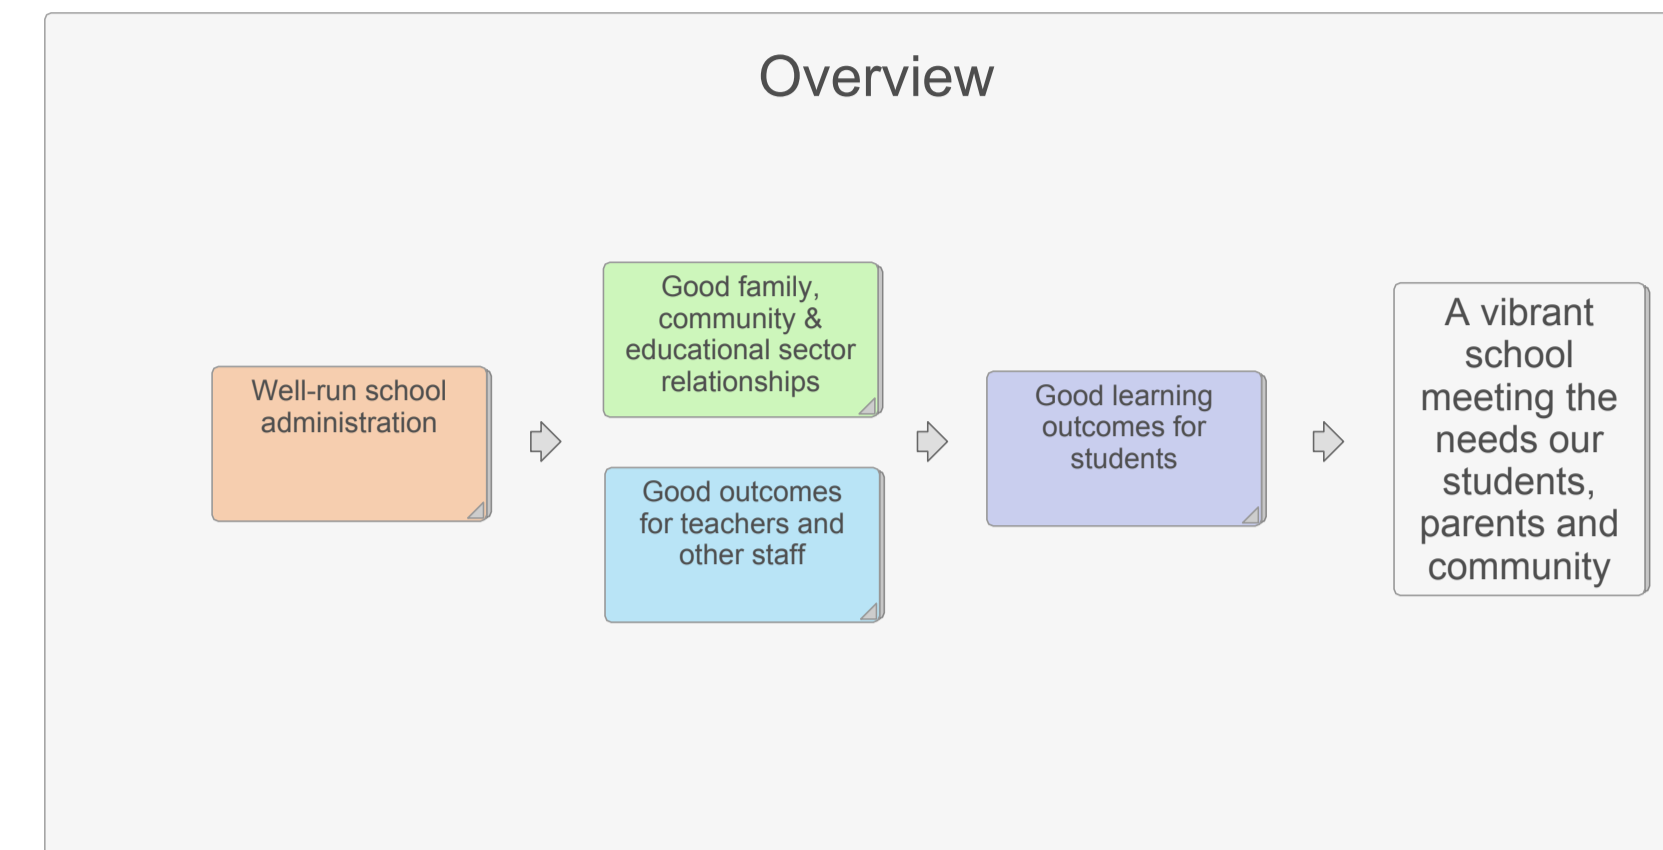 Overview
Well-run school
administration
Good family,
community &
educational sector
relationships
Good outcomes
for teachers and
other staff
Good learning
outcomes for
students
A vibrant
school
meeting the
needs our
students,
parents and
community